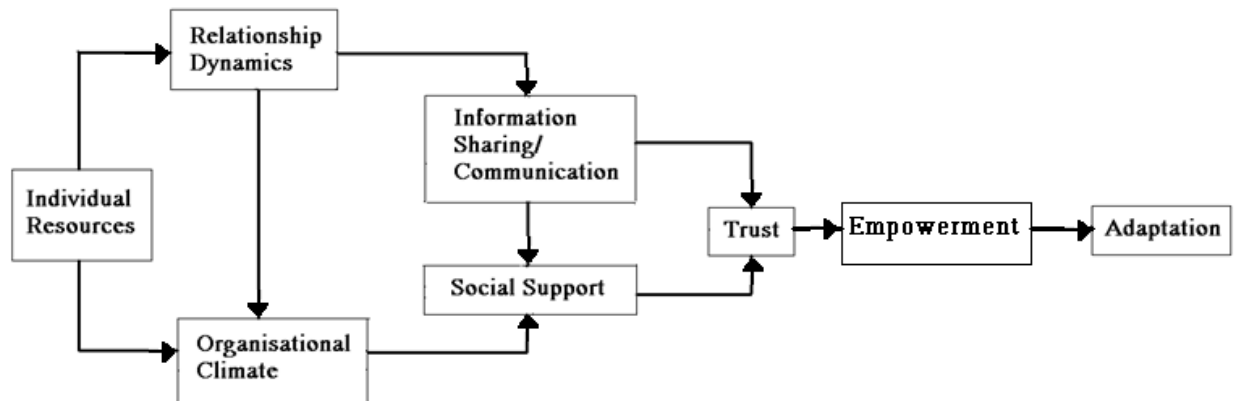 Relationship
Dynamics
Information
Sharing/
Communication
Individual
Resources
Trust
Empowerment
Adaptation
Social Support
Organisational
Climate